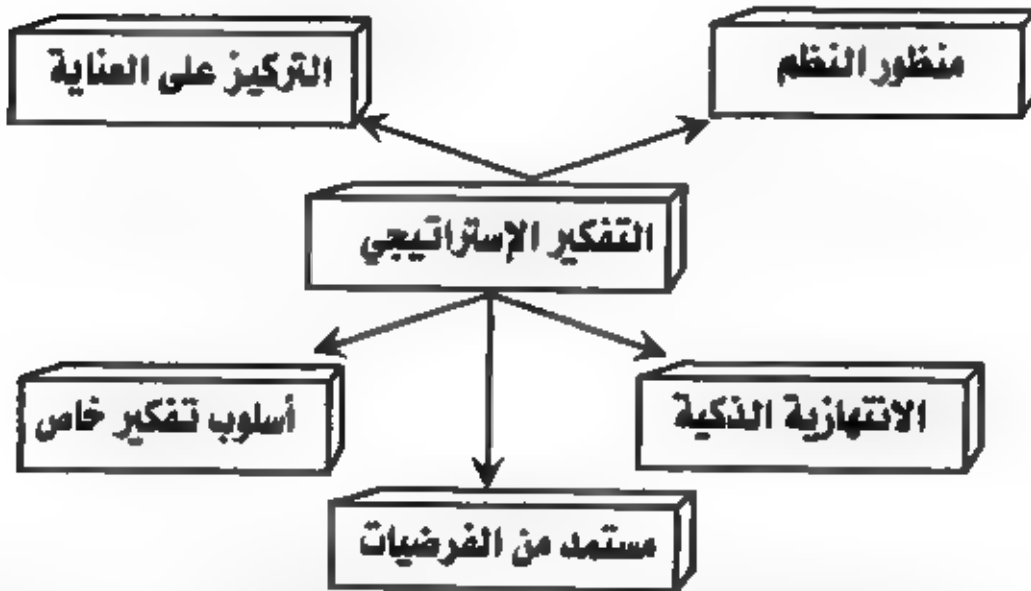 منظور النظم
التركيز على العناية
التفكير الإستراتيجي
الانتهازية الذكية
أسلوب تفكير خاص
مستمد من الفرضيات